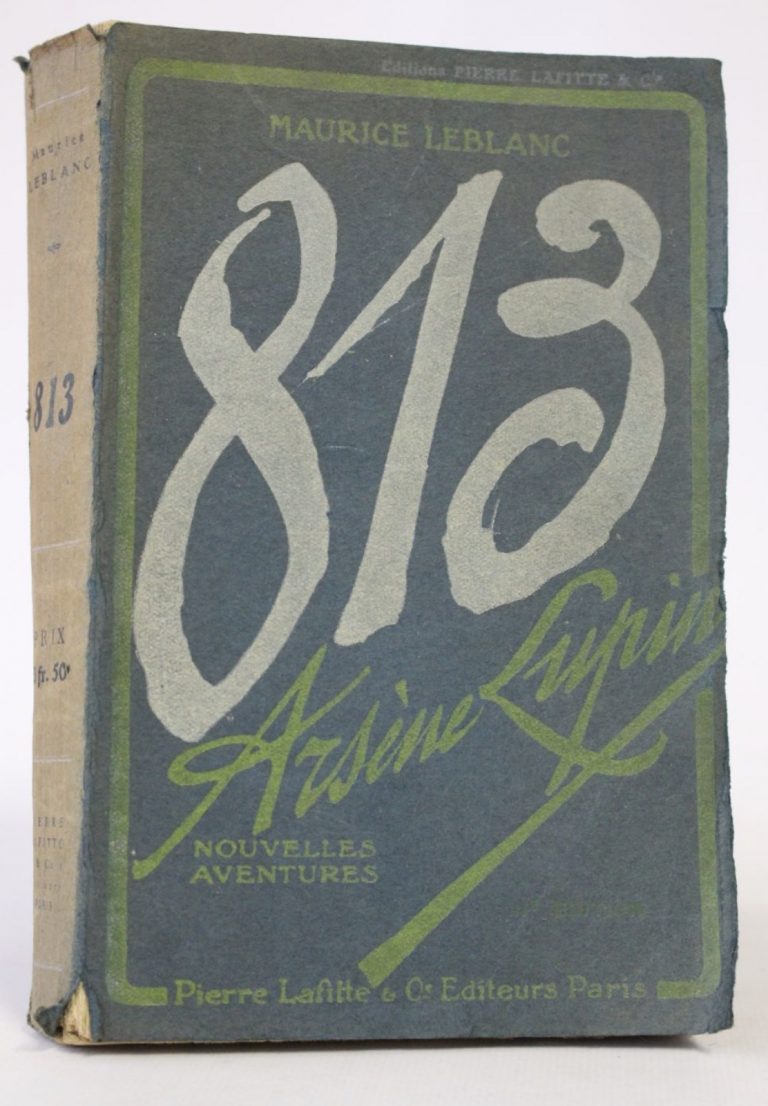 Maurice
LEBLANC
813
PRIX
fr. 50
Editions PIERRE LAFITTE & Cie
MAURICE LEBLANC
813
Arsène Lupin
NOUVELLES
AVENTURES
Pierre Lafitte & Cie Editeurs Paris